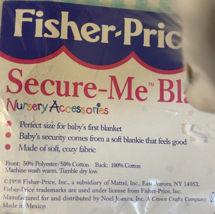 Fisher-Pric
Secure-Me™ Bla
Nursery Accessories
• Perfect size for baby's first blanket
• Baby's security comes from a soft blankie that feels good
• Made of soft, cozy fabric
Front: 50% Polyester/50% Cotton Back: 100% Cotton
Machine wash warm. Tumble dry low.
©1998 Fisher-Price, Inc., a subsidiary of Mattel, Inc., East Aurora, NY 14052.
Fisher-Price trademarks are used under license from Fisher-Price, Inc.
Manufactured for and distributed by Noel-Joanna, Inc. A Crown Crafts Company
Made in Mexico